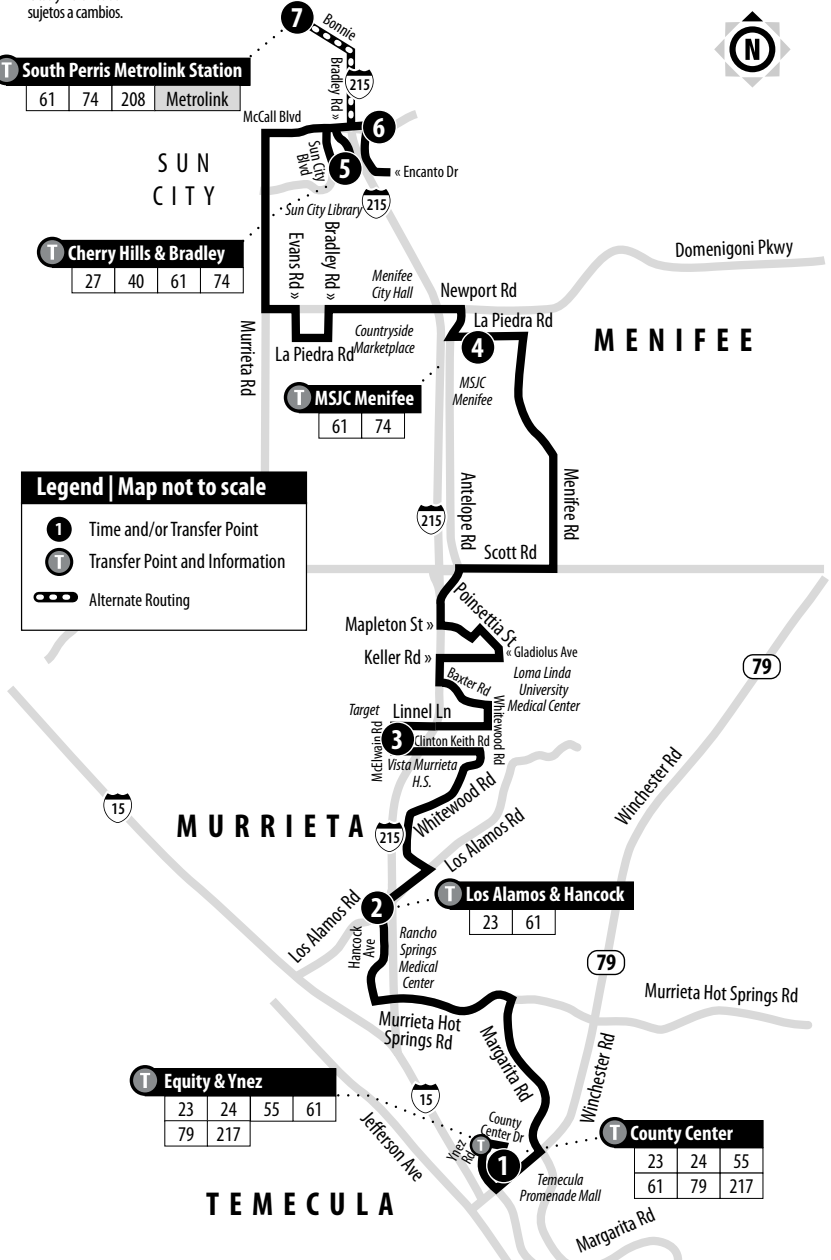 sujetos a cambios.
7
Bonnie
N
T South Perris Metrolink Station
61 74 208 Metrolink
Bradley Rd »
215
McCall Blvd
6
SUN
CITY
Sun City
Blvd
5
« Encanto Dr
215
Sun City Library
T Cherry Hills & Bradley
27 40 61 74
Evans Rd »
Bradley Rd »
Menifee
City Hall
Newport Rd
Domenigoni Pkwy
Murrieta Rd
La Piedra Rd
Countryside
Marketplace
La Piedra Rd
4
MENIFEE
MSJC
Menifee
T MSJC Menifee
61 74
Legend | Map not to scale
1 Time and/or Transfer Point
T Transfer Point and Information
Alternate Routing
215
Antelope Rd
Menifee Rd
Scott Rd
Poinsettia St
Mapleton St »
« Gladiolus Ave
Keller Rd »
Baxter Rd
Loma Linda
University
Medical Center
79
Target
Linnel Ln
Whitewood Rd
McElwain Rd
3
Clinton Keith Rd
Vista Murrieta
H.S.
Whitewood Rd
Winchester Rd
15
MURRIETA
215
Los Alamos Rd
T Los Alamos & Hancock
23 61
2
Los Alamos Rd
Hancock
Ave
Rancho
Springs
Medical
Center
79
Murrieta Hot Springs Rd
Murrieta Hot
Springs Rd
Margarita Rd
Winchester Rd
T Equity & Ynez
23 24 55 61
79 217
15
Jefferson Ave
County
Center Dr
T
Ynez
Rd
1
T County Center
23 24 55
61 79 217
Temecula
Promenade Mall
TEMECULA
Margarita Rd